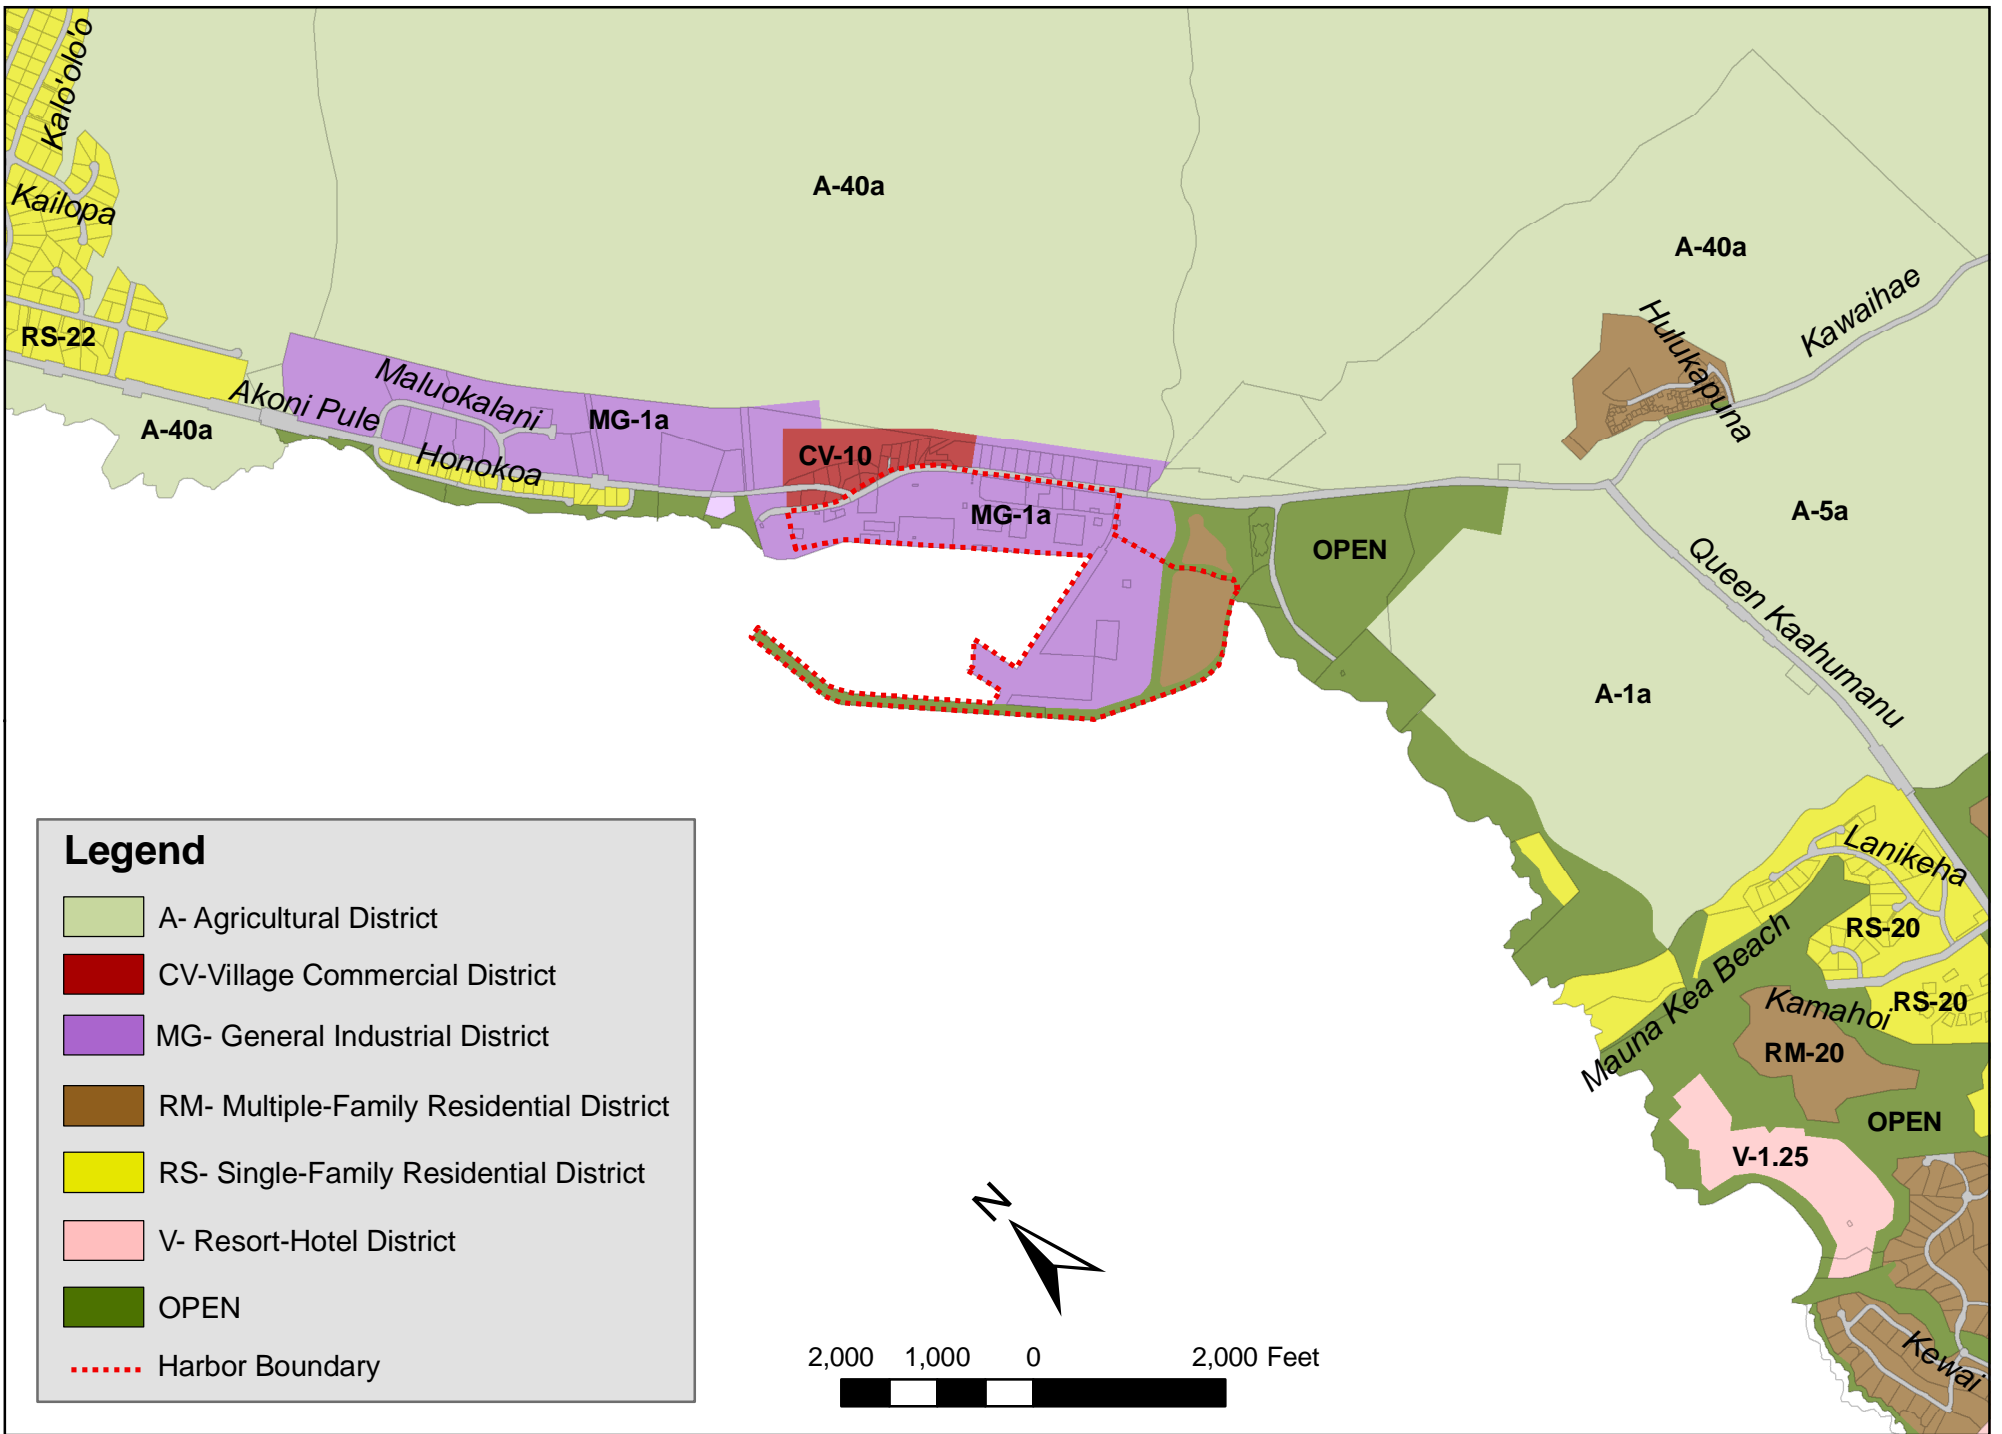 Kalo'olo'o
Kailopa
RS-22
A-40a
A-40a
A-40a
Hulukapuna
Kawaihae
Akoni Pule
Maluokalani
MG-1a
Honokoa
CV-10
MG-1a
OPEN
A-5a
Queen Kaahumanu
A-1a
Lanikeha
RS-20
Mauna Kea Beach
Kamahoi
RS-20
RM-20
OPEN
V-1.25
Kewai
Legend
A- Agricultural District
CV-Village Commercial District
MG- General Industrial District
RM- Multiple-Family Residential District
RS- Single-Family Residential District
V- Resort-Hotel District
OPEN
Harbor Boundary
N
2,000 1,000 0 2,000 Feet